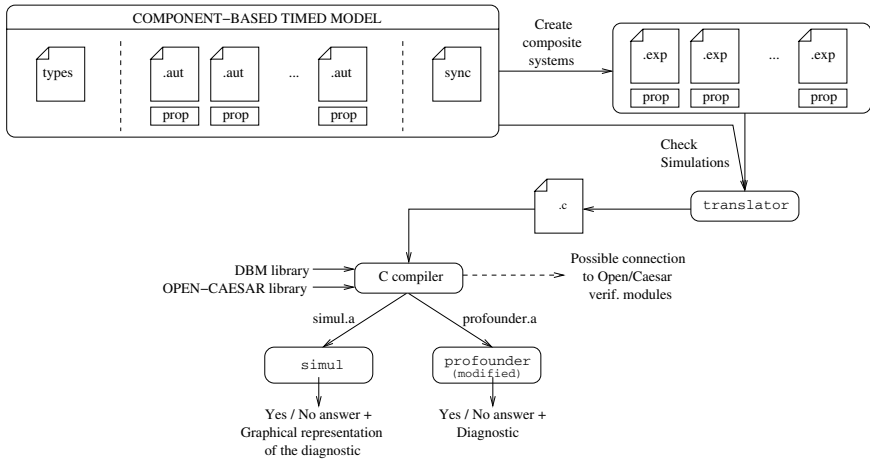 COMPONENT−BASED TIMED MODEL
types
.aut
.aut
...
.aut
sync
prop
prop
prop
Create
composite
systems
.exp
.exp
...
.exp
prop
prop
prop
Check
Simulations
translator
.c
DBM library
OPEN−CAESAR library
C compiler
Possible connection
to Open/Caesar
verif. modules
simul.a
profounder.a
simul
profounder
(modified)
Yes / No answer +
Graphical representation
of the diagnostic
Yes / No answer +
Diagnostic